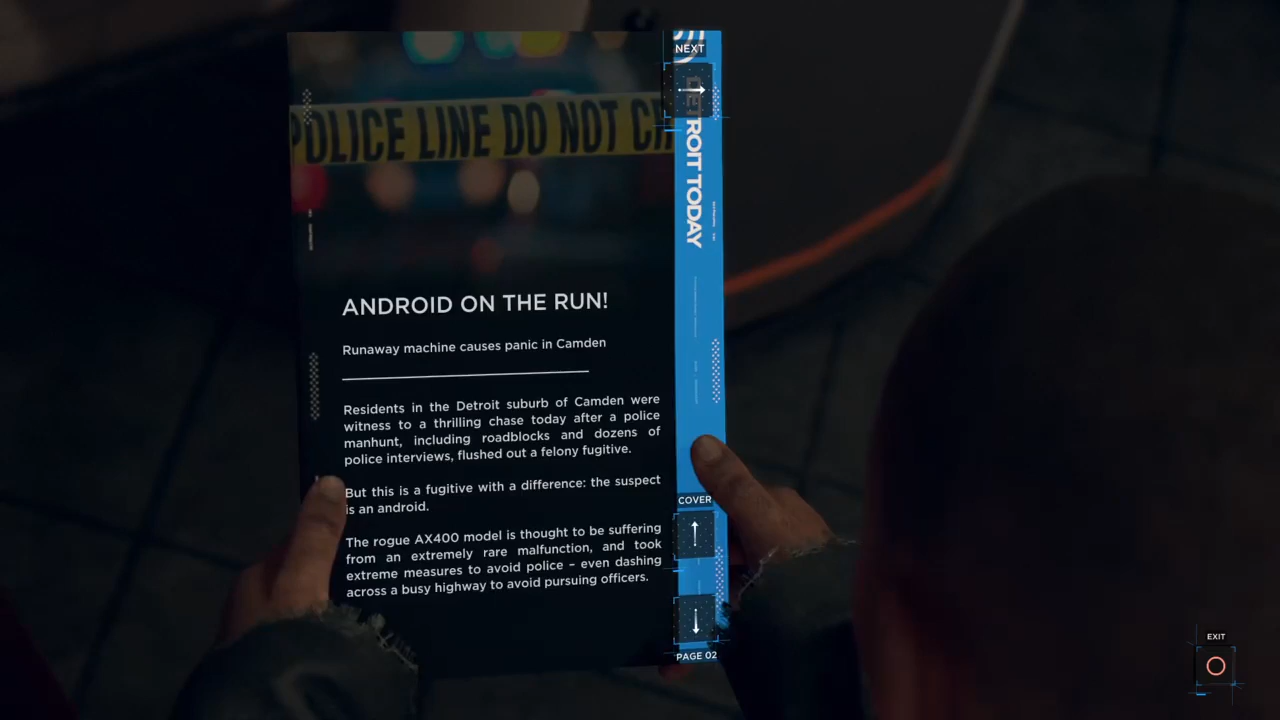 NEXT
POLICE LINE DO NOT
DETROIT TODAY
ANDROID ON THE RUN!
Runaway machine causes panic in Camden
Residents in the Detroit suburb of Camden were
witness to a thrilling chase today after a police
manhunt, including roadblocks and dozens of
police interviews, flushed out a felony fugitive.
But this is a fugitive with a difference: the suspect
is an android.
The rogue AX400 model is thought to be suffering
from an extremely rare malfunction, and took
extreme measures to avoid police – even dashing
across a busy highway to avoid pursuing officers.
COVER
PAGE 02
EXIT